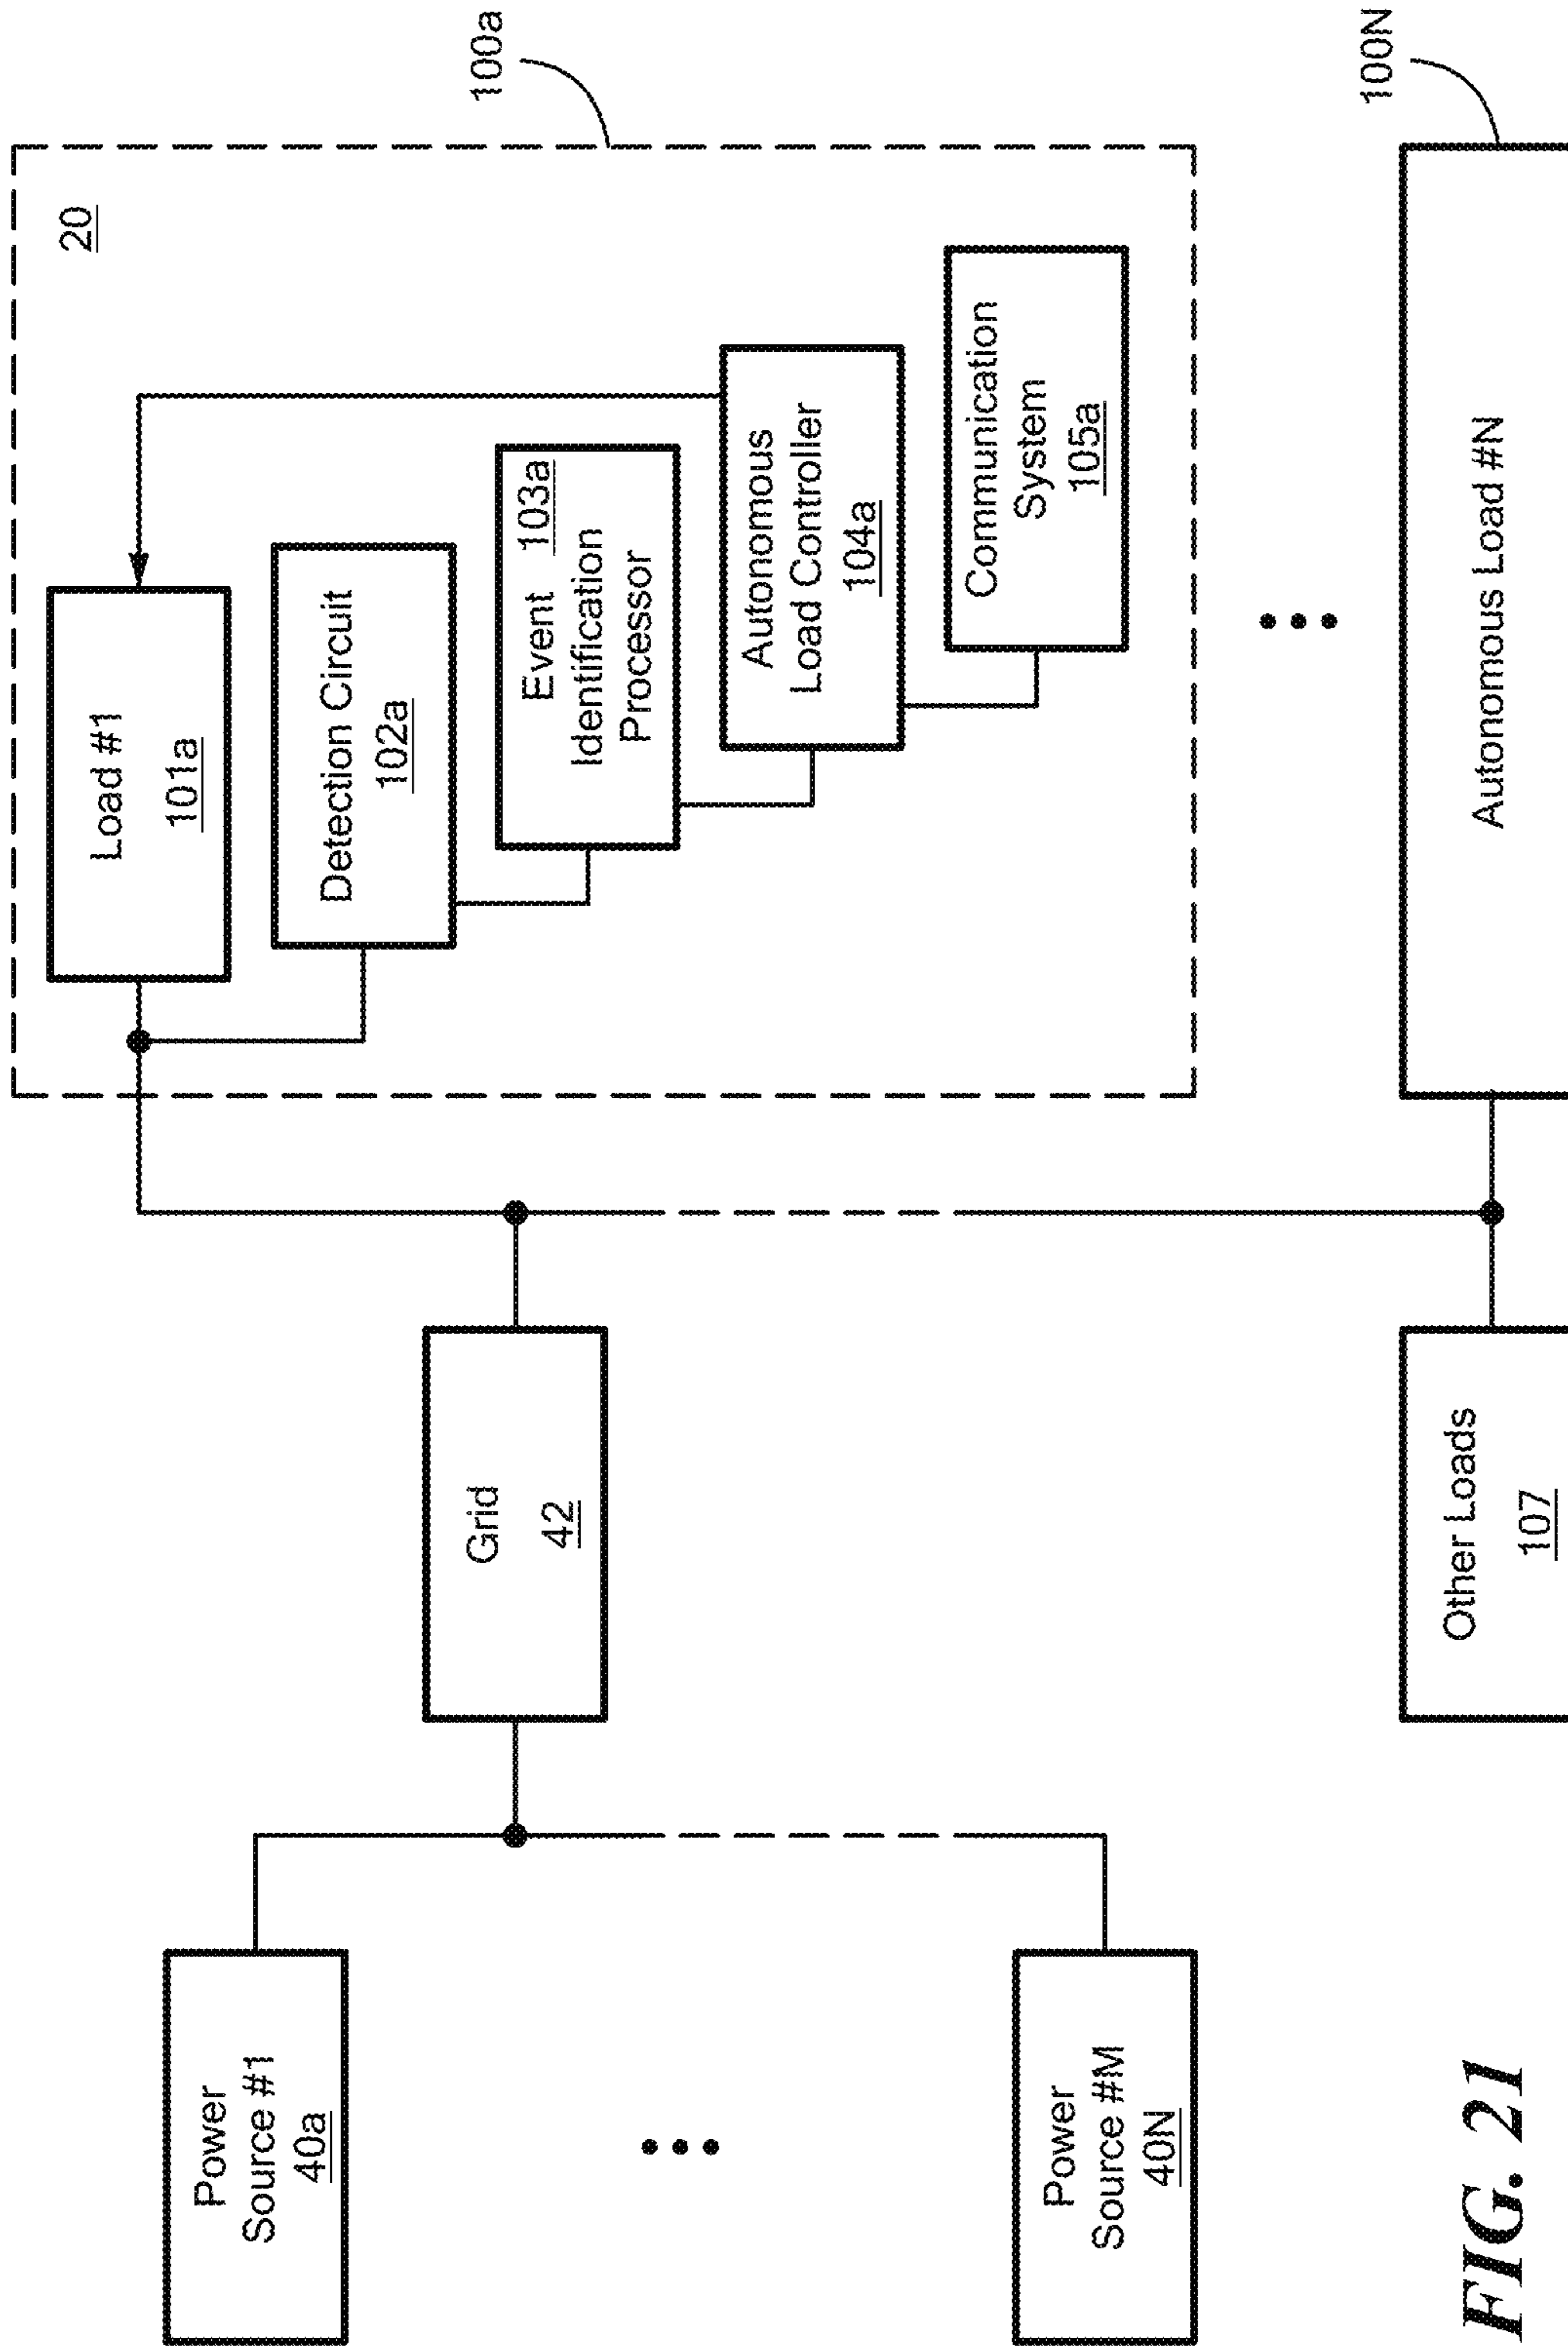 Power
Source #1
40a
Power
Source #M
40N
Grid
42
Other Loads
107
20
Load #1
101a
Detection Circuit
102a
Event 103a
Identification
Processor
Autonomous
Load Controller
104a
Communication
System
105a
100a
Autonomous Load #N
100N
FIG. 21